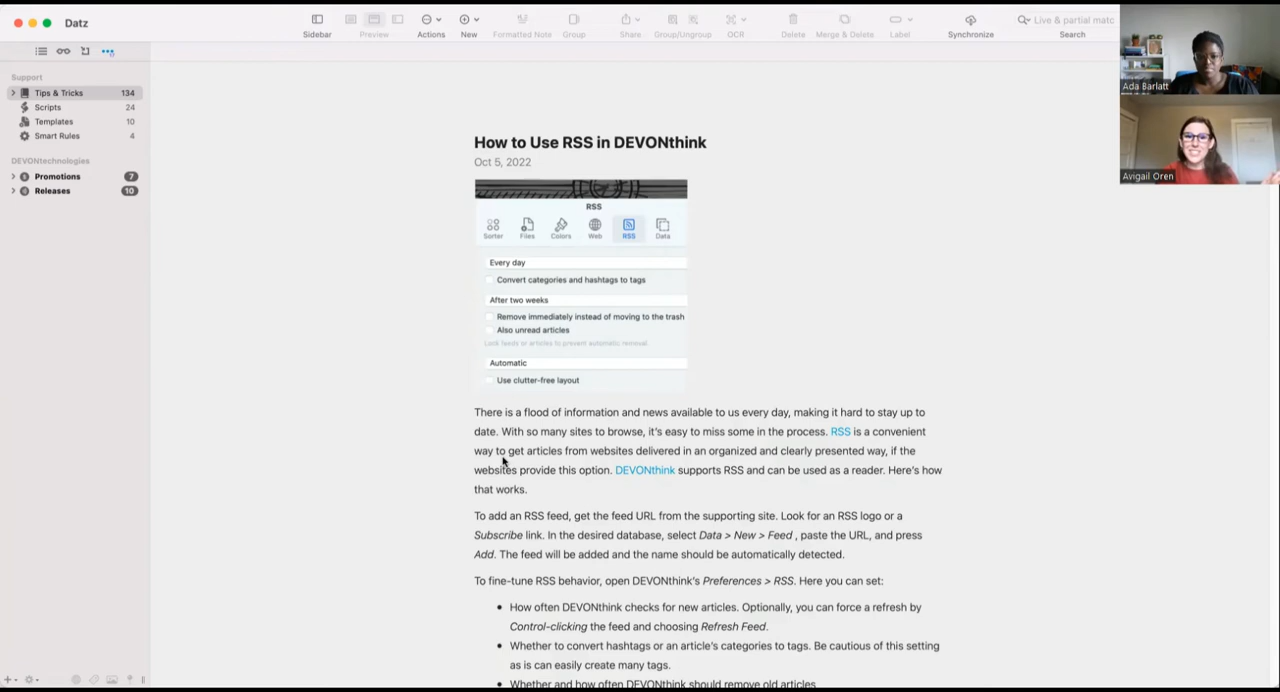 Datz
Sidebar
Preview
Actions
New
Formatted Note
Group
Share
Group/Ungroup
OCR
Delete
Merge & Delete
Label
Synchronize
Live & partial matc
Search
Ada Barlatt
Avigail Oren
Support
Tips & Tricks 134
Scripts 24
Templates 10
Smart Rules 4
DEVONtechnologies
Promotions 7
Releases 10
How to Use RSS in DEVONthink
Oct 5, 2022
RSS
Sorter Files Colors Web RSS Data
Every day
Convert categories and hashtags to tags
After two weeks
Remove immediately instead of moving to the trash
Also unread articles
Lock feeds or articles to prevent automatic removal
Automatic
Use clutter-free layout
There is a flood of information and news available to us every day, making it hard to stay up to
date. With so many sites to browse, it's easy to miss some in the process. RSS is a convenient
way to get articles from websites delivered in an organized and clearly presented way, if the
websites provide this option. DEVONthink supports RSS and can be used as a reader. Here's how
that works.
To add an RSS feed, get the feed URL from the supporting site. Look for an RSS logo or a
Subscribe link. In the desired database, select Data > New > Feed , paste the URL, and press
Add. The feed will be added and the name should be automatically detected.
To fine-tune RSS behavior, open DEVONthink's Preferences > RSS. Here you can set:
• How often DEVONthink checks for new articles. Optionally, you can force a refresh by
Control-clicking the feed and choosing Refresh Feed.
• Whether to convert hashtags or an article's categories to tags. Be cautious of this setting
as is can easily create many tags.
• Whether and how often DEVONthink should remove old articles